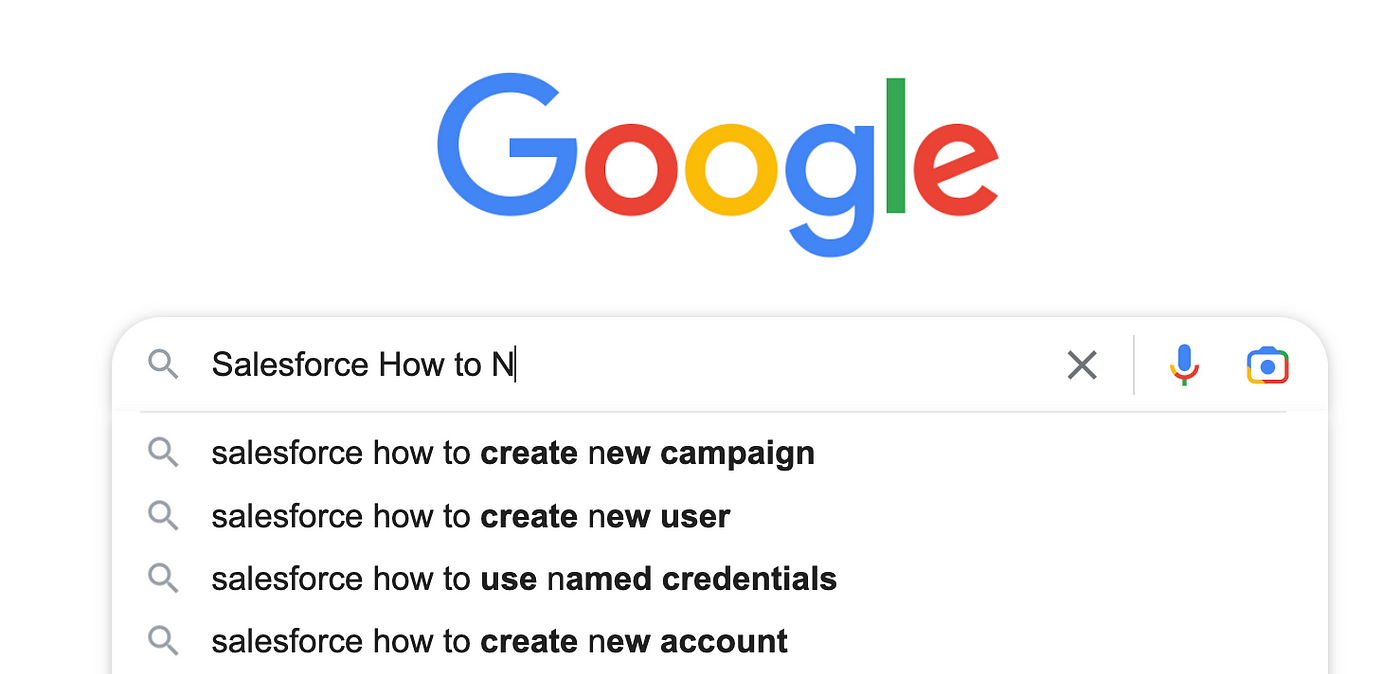 Google
Salesforce How to N
salesforce how to create new campaign
salesforce how to create new user
salesforce how to use named credentials
salesforce how to create new account